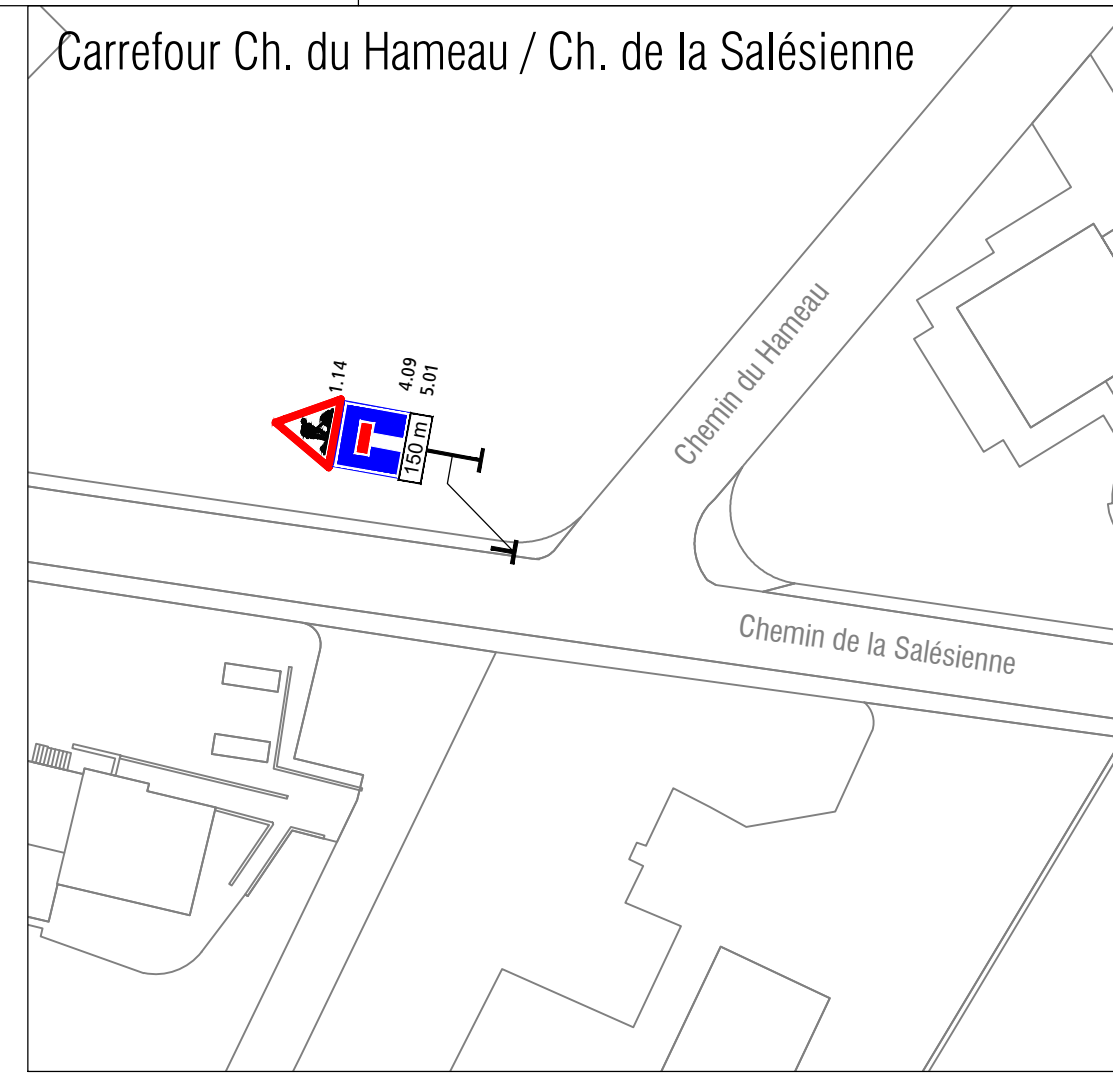 Carrefour Ch. du Hameau / Ch. de la Salésienne
Chemin du Hameau
1.14
4.09
5.01
150 m
Chemin de la Salésienne